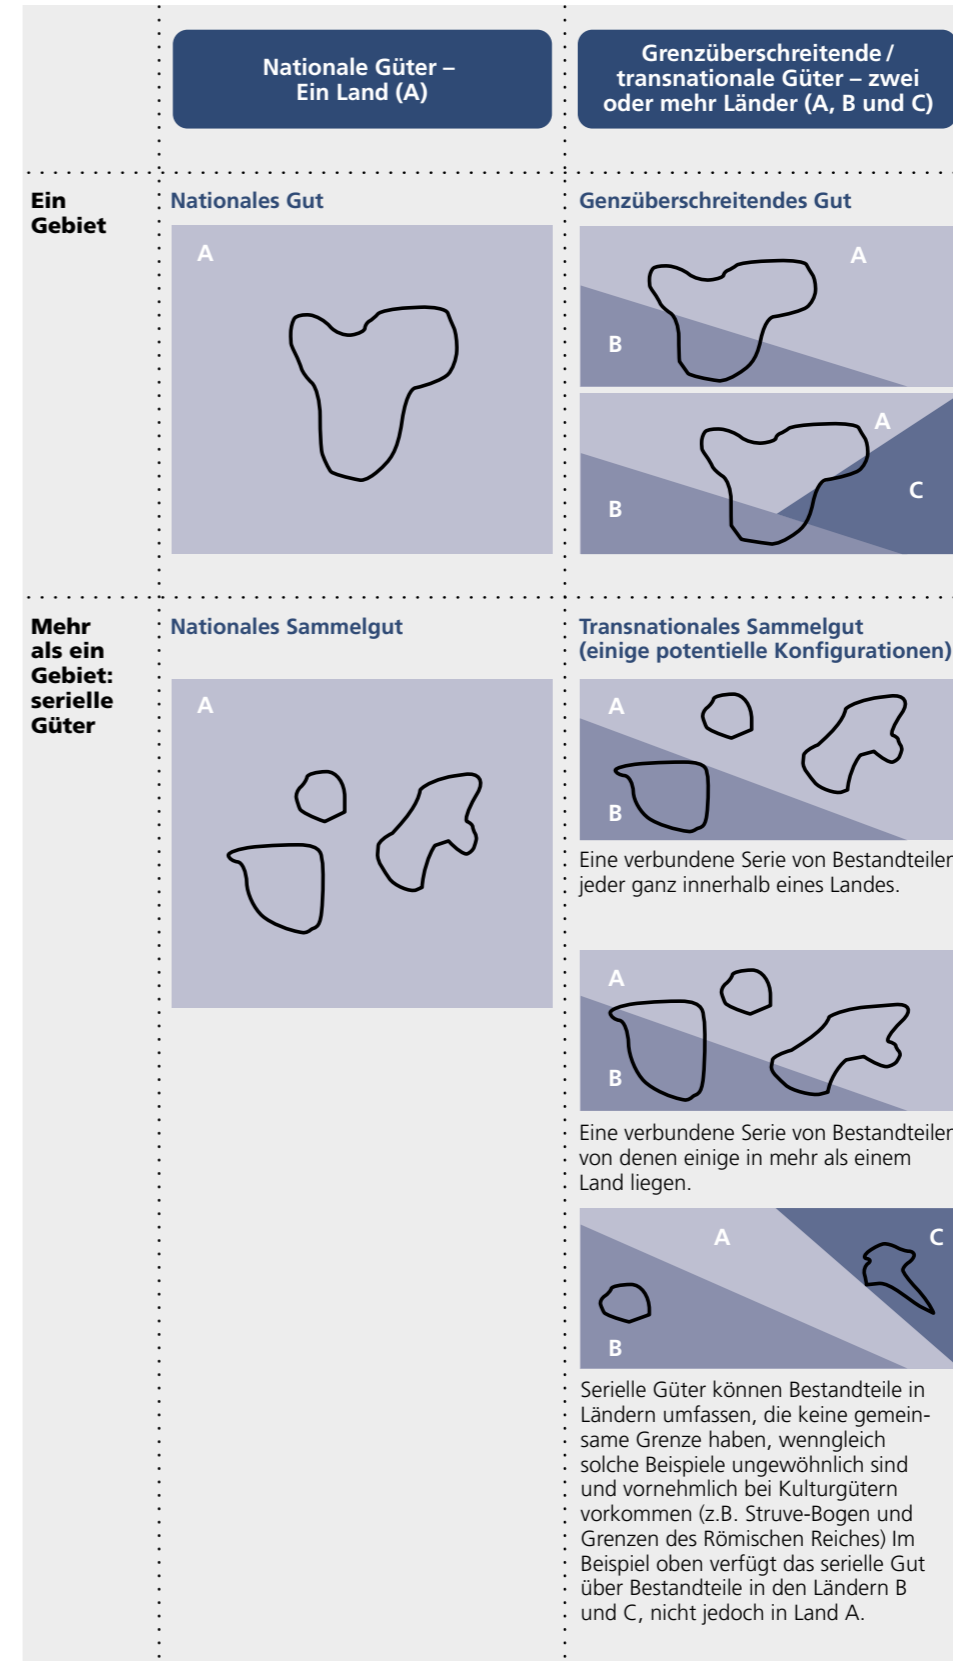 Nationale Güter –
Ein Land (A)
Grenzüberschreitende /
transnationale Güter – zwei
oder mehr Länder (A, B und C)
Ein
Gebiet
Nationales Gut
A
Genzüberschreitendes Gut
A
B
A
B
C
Mehr
als ein
Gebiet:
serielle
Güter
Nationales Sammelgut
A
Transnationales Sammelgut
(einige potentielle Konfigurationen)
A
B
Eine verbundene Serie von
jeder ganz innerhalb eines Landes.
A
B
Eine verbundene Serie von
von denen einige in mehr als einem
Land liegen.
A
C
B
Serielle Güter können Bestandteile in
Ländern umfassen, die keine gemein-
same Grenze haben, wenngleich
solche Beispiele ungewöhnlich sind
und vornehmlich bei Kulturgütern
vorkommen (z.B. Struve-Bogen und
Grenzen des Römischen Reiches) Im
Beispiel oben verfügt das serielle Gut
über Bestandteile in den Ländern B
und C, nicht jedoch in Land A.